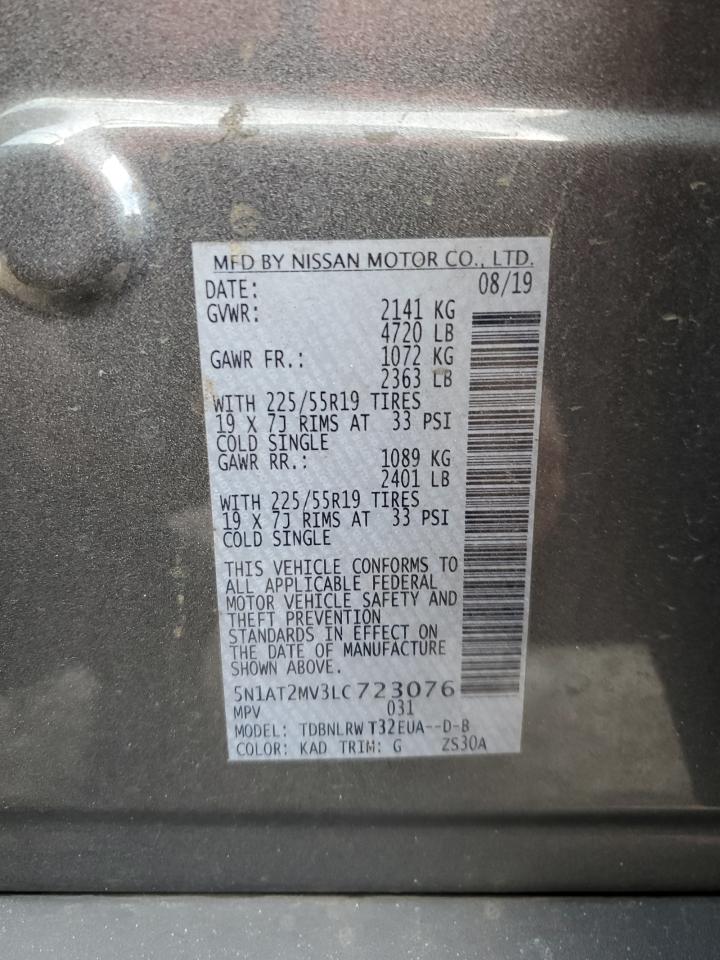 MFD BY NISSAN MOTOR CO., LTD.
DATE: 08/19
GVWR: 2141 KG
4720 LB
GAWR FR.: 1072 KG
2363 LB
WITH 225/55R19 TIRES
19 X 7J RIMS AT 33 PSI
COLD SINGLE
GAWR RR.: 1089 KG
2401 LB
WITH 225/55R19 TIRES
19 X 7J RIMS AT 33 PSI
COLD SINGLE
THIS VEHICLE CONFORMS TO
ALL APPLICABLE FEDERAL
MOTOR VEHICLE SAFETY AND
THEFT PREVENTION
STANDARDS IN EFFECT ON
THE DATE OF MANUFACTURE
SHOWN ABOVE.
5N1AT2MV3LC723076
MPV 031
MODEL: TDBNLRW T32EUA--D-B
COLOR: KAD TRIM: G ZS30A